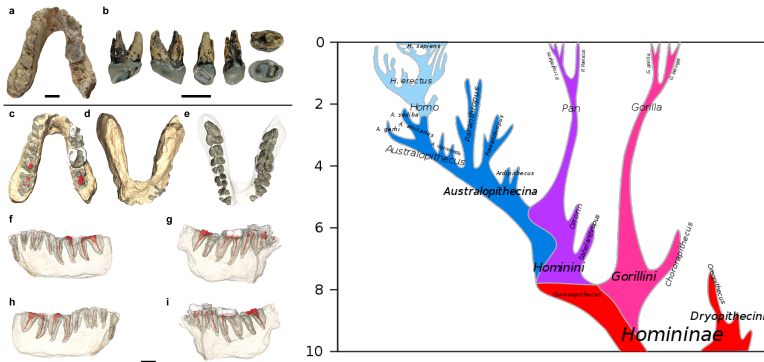 a
b
c
d
e
f
g
h
i
0
2
4
6
8
10
H. sapiens
H. erectus
Homo
A. sediba
A. garhi
A. africanus
Australopithecus
Paranthropus
Ardipithecus
Australopithecina
Pan
Gorilla
Orrorin
Sahelanthropus
Hominini
Gorillini
Chororapithecus
Ouranopithecus
Dryopithecini
Homininae